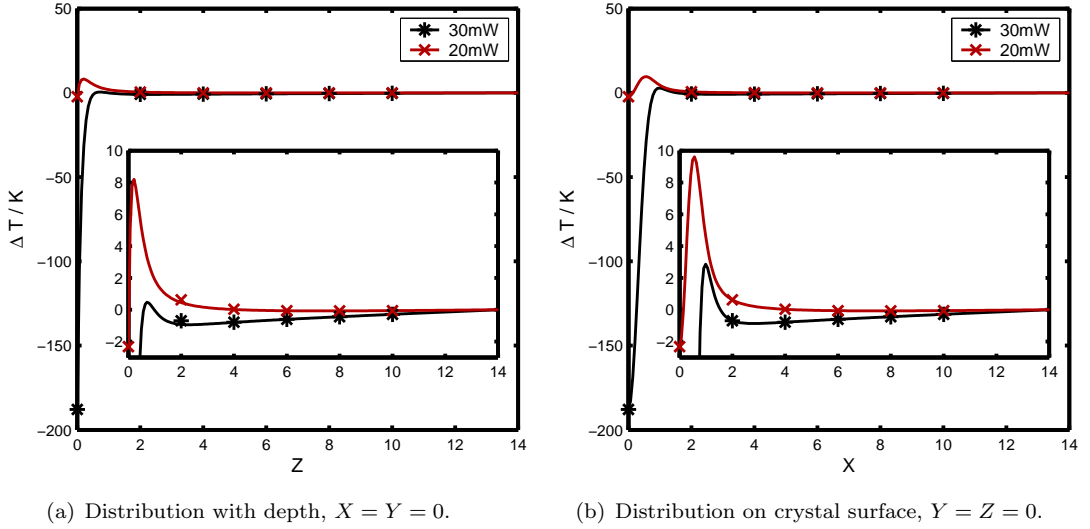 50
0
−50
−100
−150
−200
Δ T / K
30mW
20mW
10
8
6
4
2
0
−2
0 2 4 6 8 10 12 14
0 2 4 6 8 10 12 14
Z
50
0
−50
−100
−150
−200
Δ T / K
30mW
20mW
10
8
6
4
2
0
−2
0 2 4 6 8 10 12 14
0 2 4 6 8 10 12 14
X
(a) Distribution with depth, X = Y = 0.
(b) Distribution on crystal surface, Y = Z = 0.